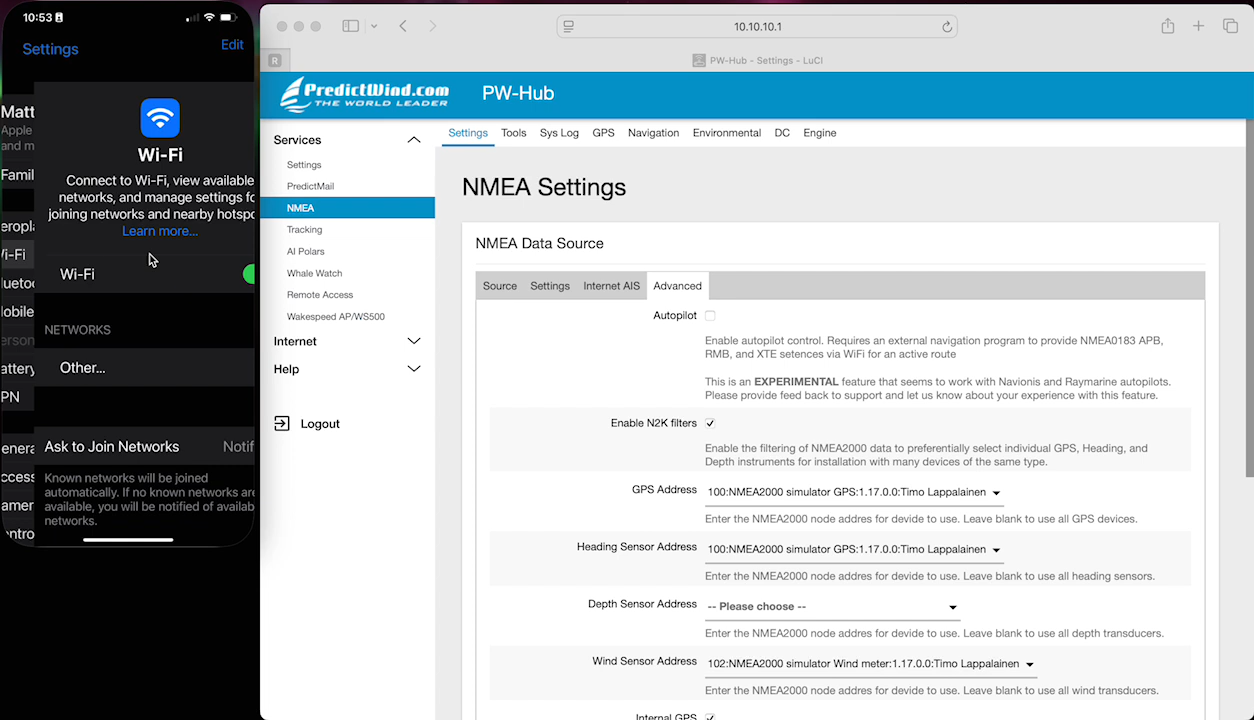 10:53
Settings
Edit
Matt
Apple
and m
Famil
Wi-Fi
Connect to Wi-Fi, view available
networks, and manage settings fo
joining networks and nearby hotspo
Learn more...
eropla
i-Fi
Wi-Fi
luetoo
lobile
NETWORKS
erson
Other...
attery
PN
Ask to Join Networks
Notif
enera
Known networks will be joined
automatically. If no known networks are
available, you will be notified of availab
networks.
ccess
amer
ontro
10.10.10.1
R
PW-Hub - Settings - LuCI
PredictWind.com
THE WORLD LEADER
PW-Hub
Services
Settings
PredictMail
NMEA
Tracking
AI Polars
Whale Watch
Remote Access
Wakespeed AP/WS500
Internet
Help
Logout
Settings Tools Sys Log GPS Navigation Environmental DC Engine
NMEA Settings
NMEA Data Source
Source Settings Internet AIS Advanced
Autopilot
Enable autopilot control. Requires an external navigation program to provide NMEA0183 APB,
RMB, and XTE setences via WiFi for an active route
This is an EXPERIMENTAL feature that seems to work with Navionis and Raymarine autopilots.
Please provide feed back to support and let us know about your experience with this feature.
Enable N2K filters
Enable the filtering of NMEA2000 data to preferentially select individual GPS, Heading, and
Depth instruments for installation with many devices of the same type.
GPS Address
100:NMEA2000 simulator GPS:1.17.0.0:Timo Lappalainen
Enter the NMEA2000 node addres for devide to use. Leave blank to use all GPS devices.
Heading Sensor Address
100:NMEA2000 simulator GPS:1.17.0.0:Timo Lappalainen
Enter the NMEA2000 node addres for devide to use. Leave blank to use all heading sensors.
Depth Sensor Address
-- Please choose --
Enter the NMEA2000 node addres for devide to use. Leave blank to use all depth transducers.
Wind Sensor Address
102:NMEA2000 simulator Wind meter:1.17.0.0:Timo Lappalainen
Enter the NMEA2000 node addres for devide to use. Leave blank to use all wind transducers.
Internal GPS